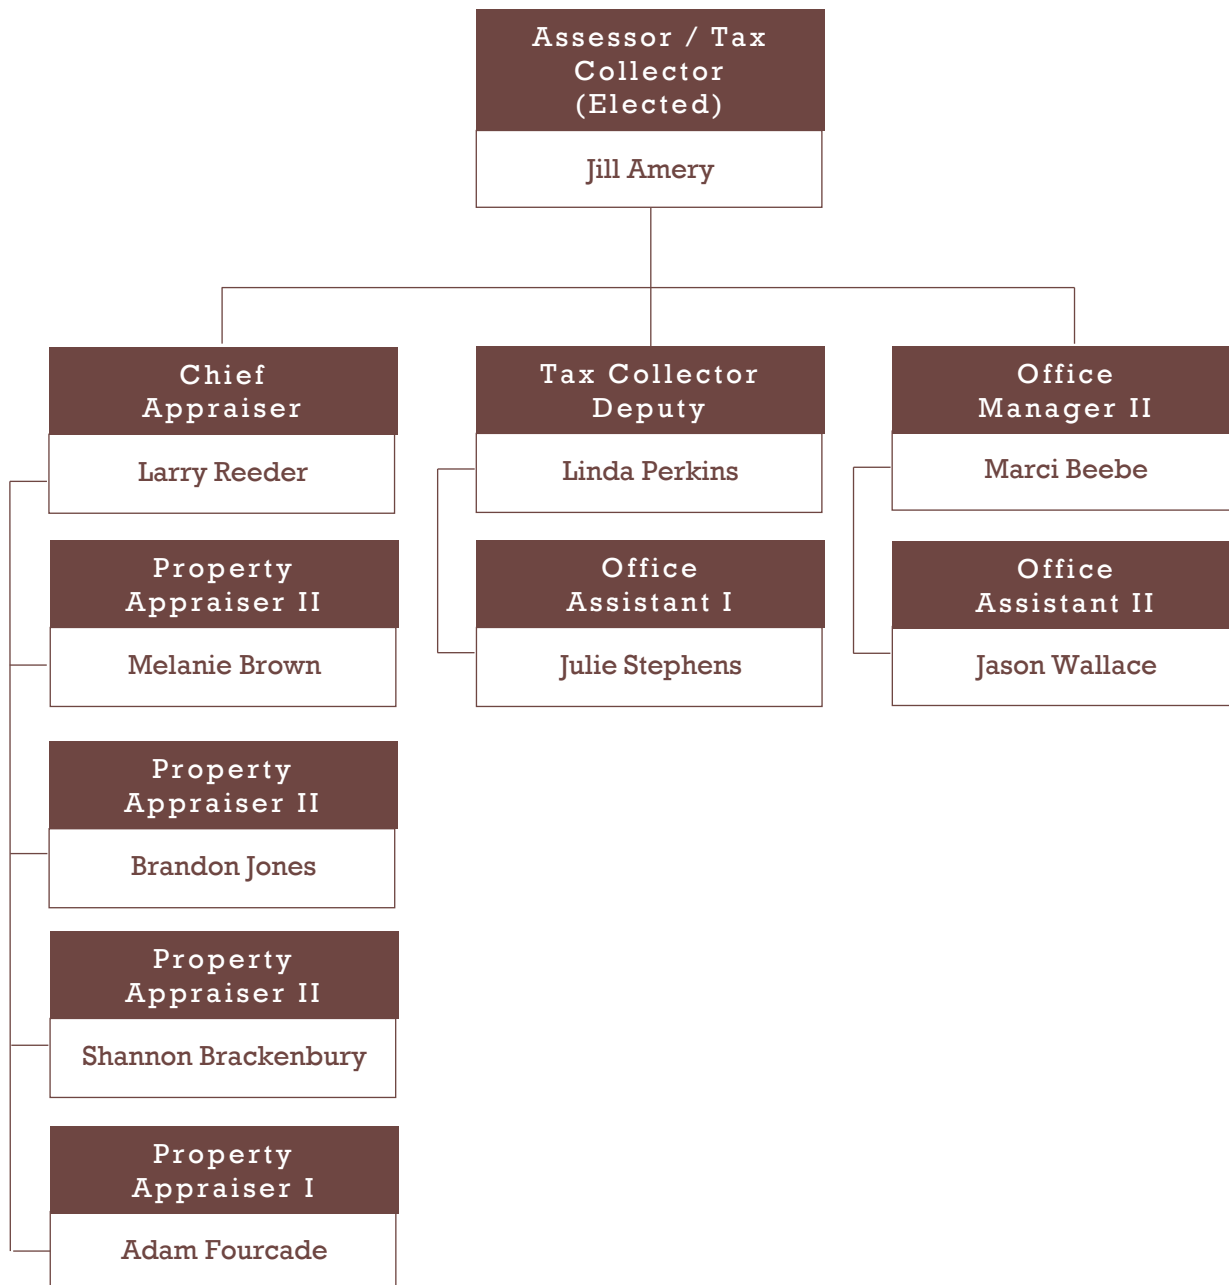 Assessor / Tax
Collector
(Elected)
Jill Amery
Chief
Appraiser
Larry Reeder
Tax Collector
Deputy
Linda Perkins
Office
Manager II
Marci Beebe
Property
Appraiser II
Melanie Brown
Office
Assistant I
Julie Stephens
Office
Assistant II
Jason Wallace
Property
Appraiser II
Brandon Jones
Property
Appraiser II
Shannon Brackenbury
Property
Appraiser I
Adam Fourcade